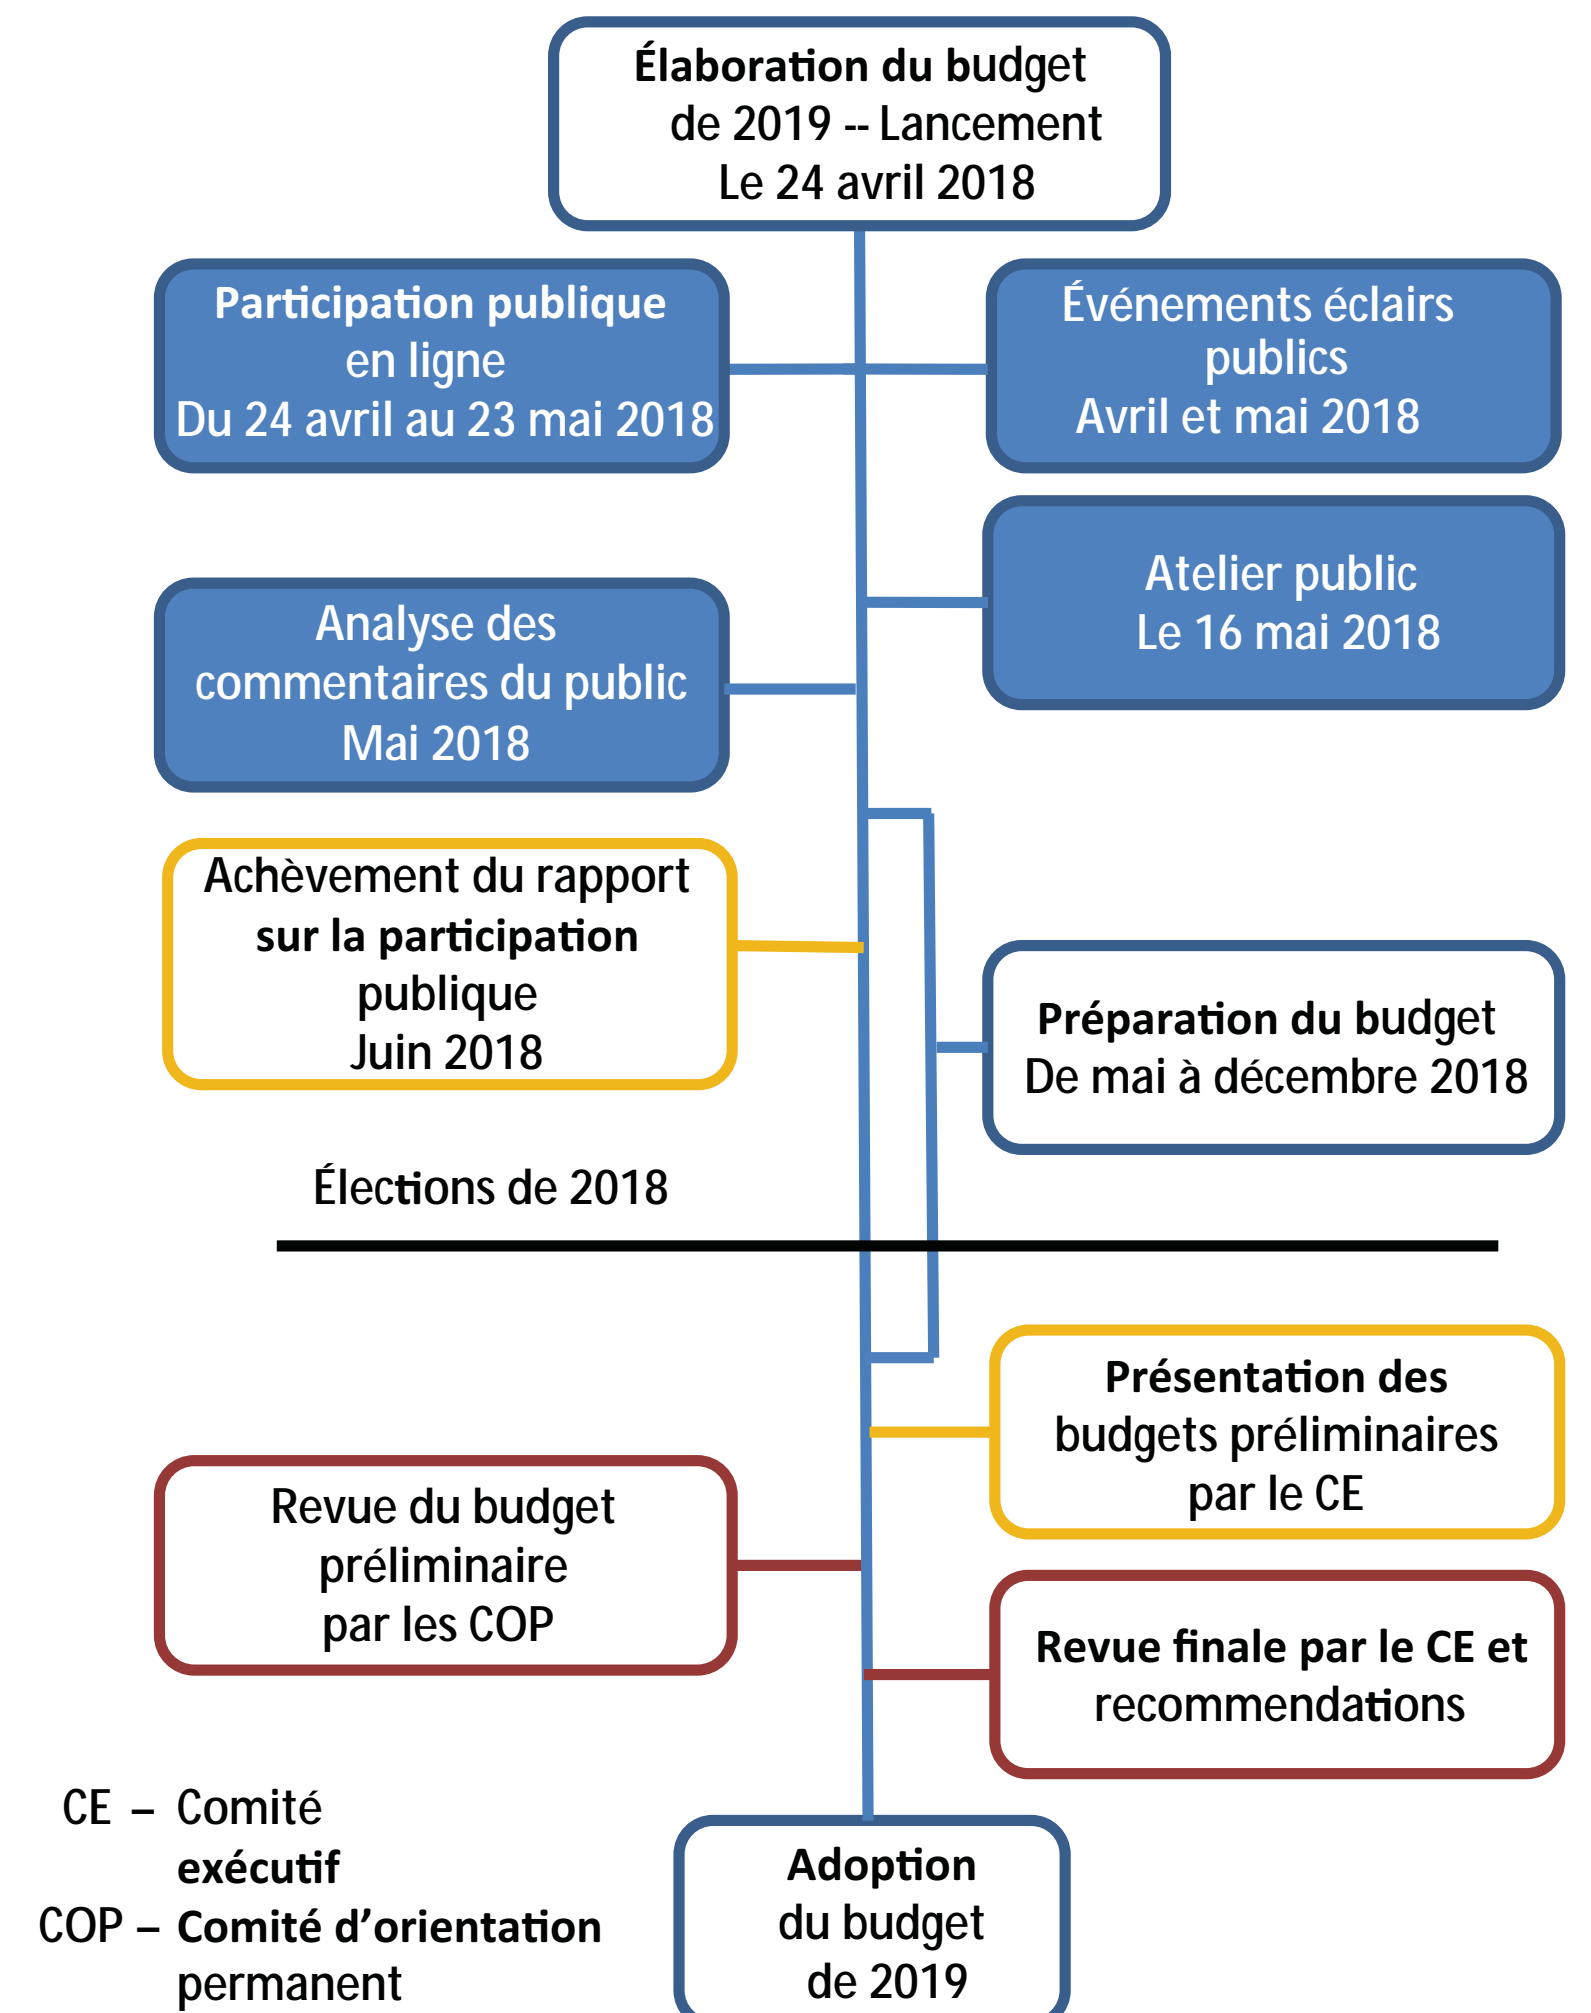 Élaboration du budget
de 2019 -- Lancement
Le 24 avril 2018
Participation publique
en ligne
Du 24 avril au 23 mai 2018
Événements éclairs
publics
Avril et mai 2018
Atelier public
Le 16 mai 2018
Analyse des
commentaires du public
Mai 2018
Achèvement du rapport
sur la participation
publique
Juin 2018
Préparation du budget
De mai à décembre 2018
Élections de 2018
Présentation des
budgets préliminaires
par le CE
Revue du budget
préliminaire
par les COP
Revue finale par le CE et
recommendations
CE – Comité
exécutif
COP – Comité d’orientation
permanent
Adoption
du budget
de 2019